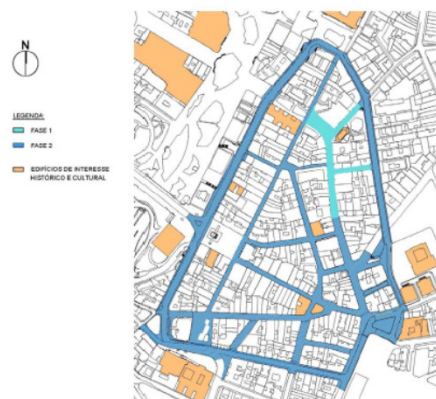 N
LEGENDA:
FASE 1
FASE 2
EDIFÍCIOS DE INTERESSE
HISTÓRICO E CULTURAL